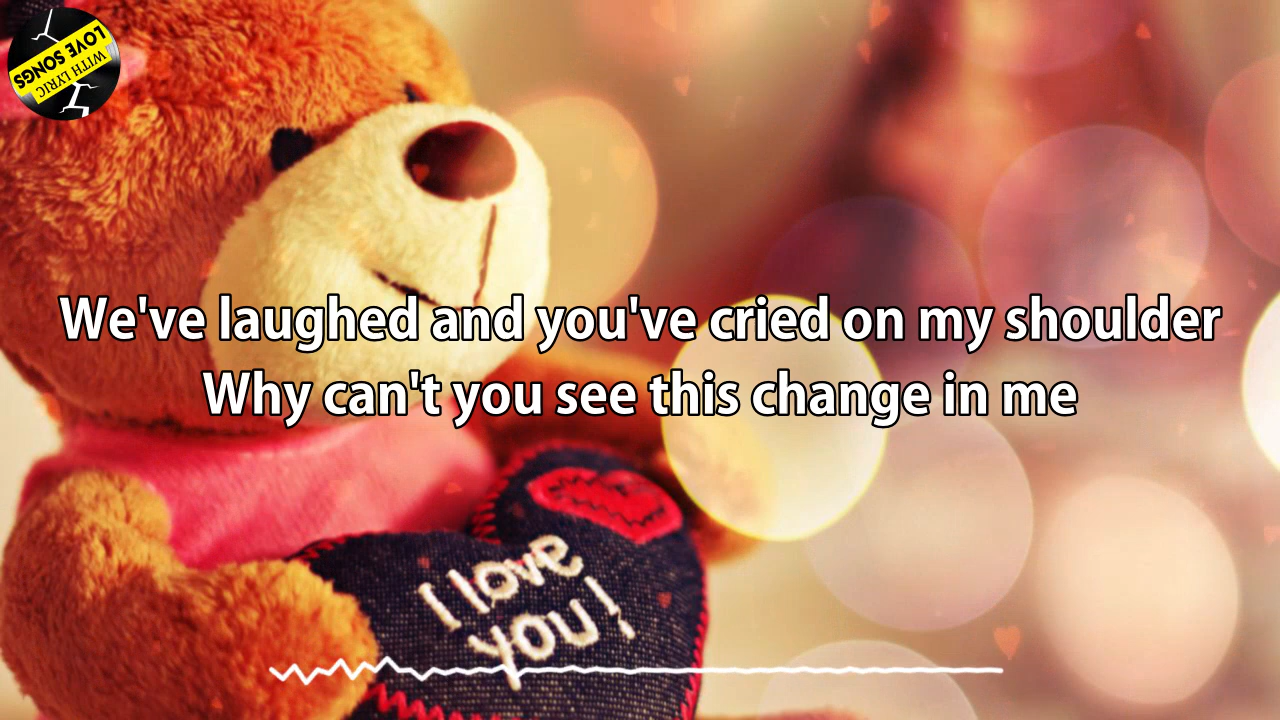 LOVE SONGS
WITH LYRIC
We've laughed and you've cried on my shoulder
Why can't you see this change in me
I love
you!